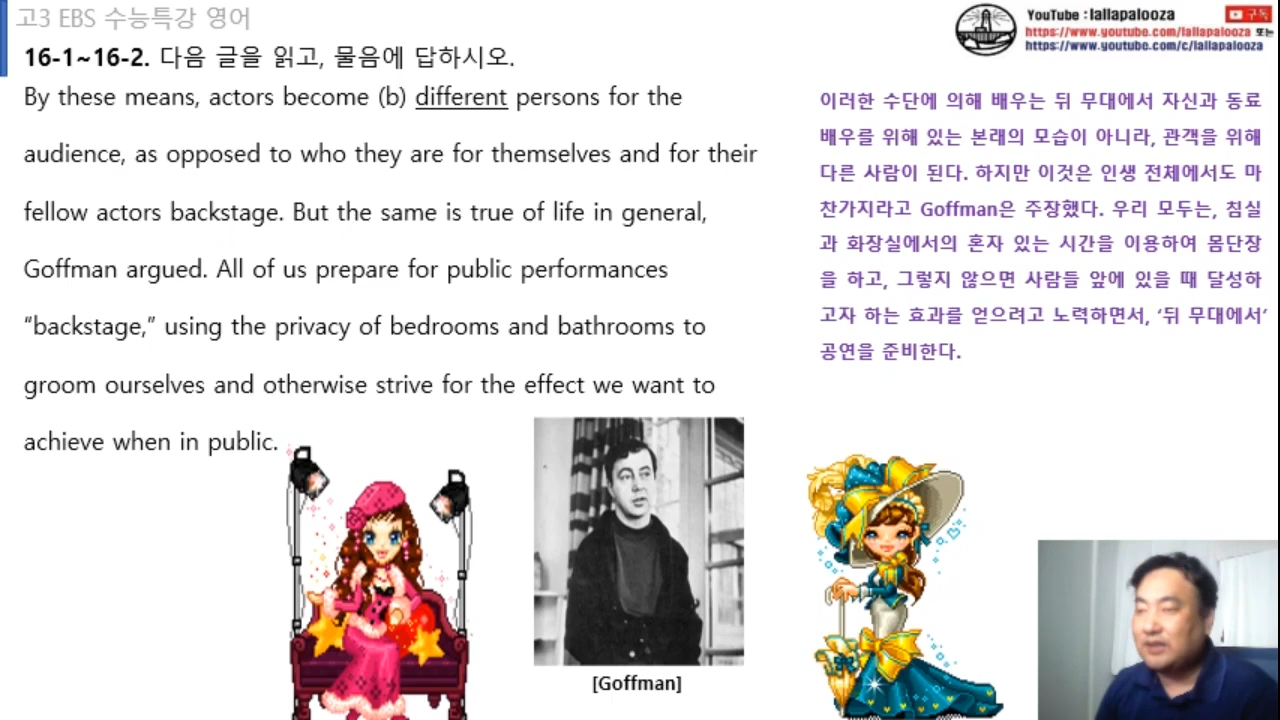 고3 EBS 수능특강 영어
YouTube : lallapalooza
구독
https://www.youtube.com/lallapalooza 또는
https://www.youtube.com/c/lallapalooza
16-1~16-2. 다음 글을 읽고, 물음에 답하시오.
By these means, actors become (b) different persons for the
audience, as opposed to who they are for themselves and for their
fellow actors backstage. But the same is true of life in general,
Goffman argued. All of us prepare for public performances
“backstage,” using the privacy of bedrooms and bathrooms to
groom ourselves and otherwise strive for the effect we want to
achieve when in public.
이러한 수단에 의해 배우는 뒤 무대에서 자신과 동료
배우를 위해 있는 본래의 모습이 아니라, 관객을 위해
다른 사람이 된다. 하지만 이것은 인생 전체에서도 마
찬가지라고 Goffman은 주장했다. 우리 모두는, 침실
과 화장실에서의 혼자 있는 시간을 이용하여 몸단장
을 하고, 그렇지 않으면 사람들 앞에 있을 때 달성하
고자 하는 효과를 얻으려고 노력하면서, ‘뒤 무대에서’
공연을 준비한다.
[Goffman]